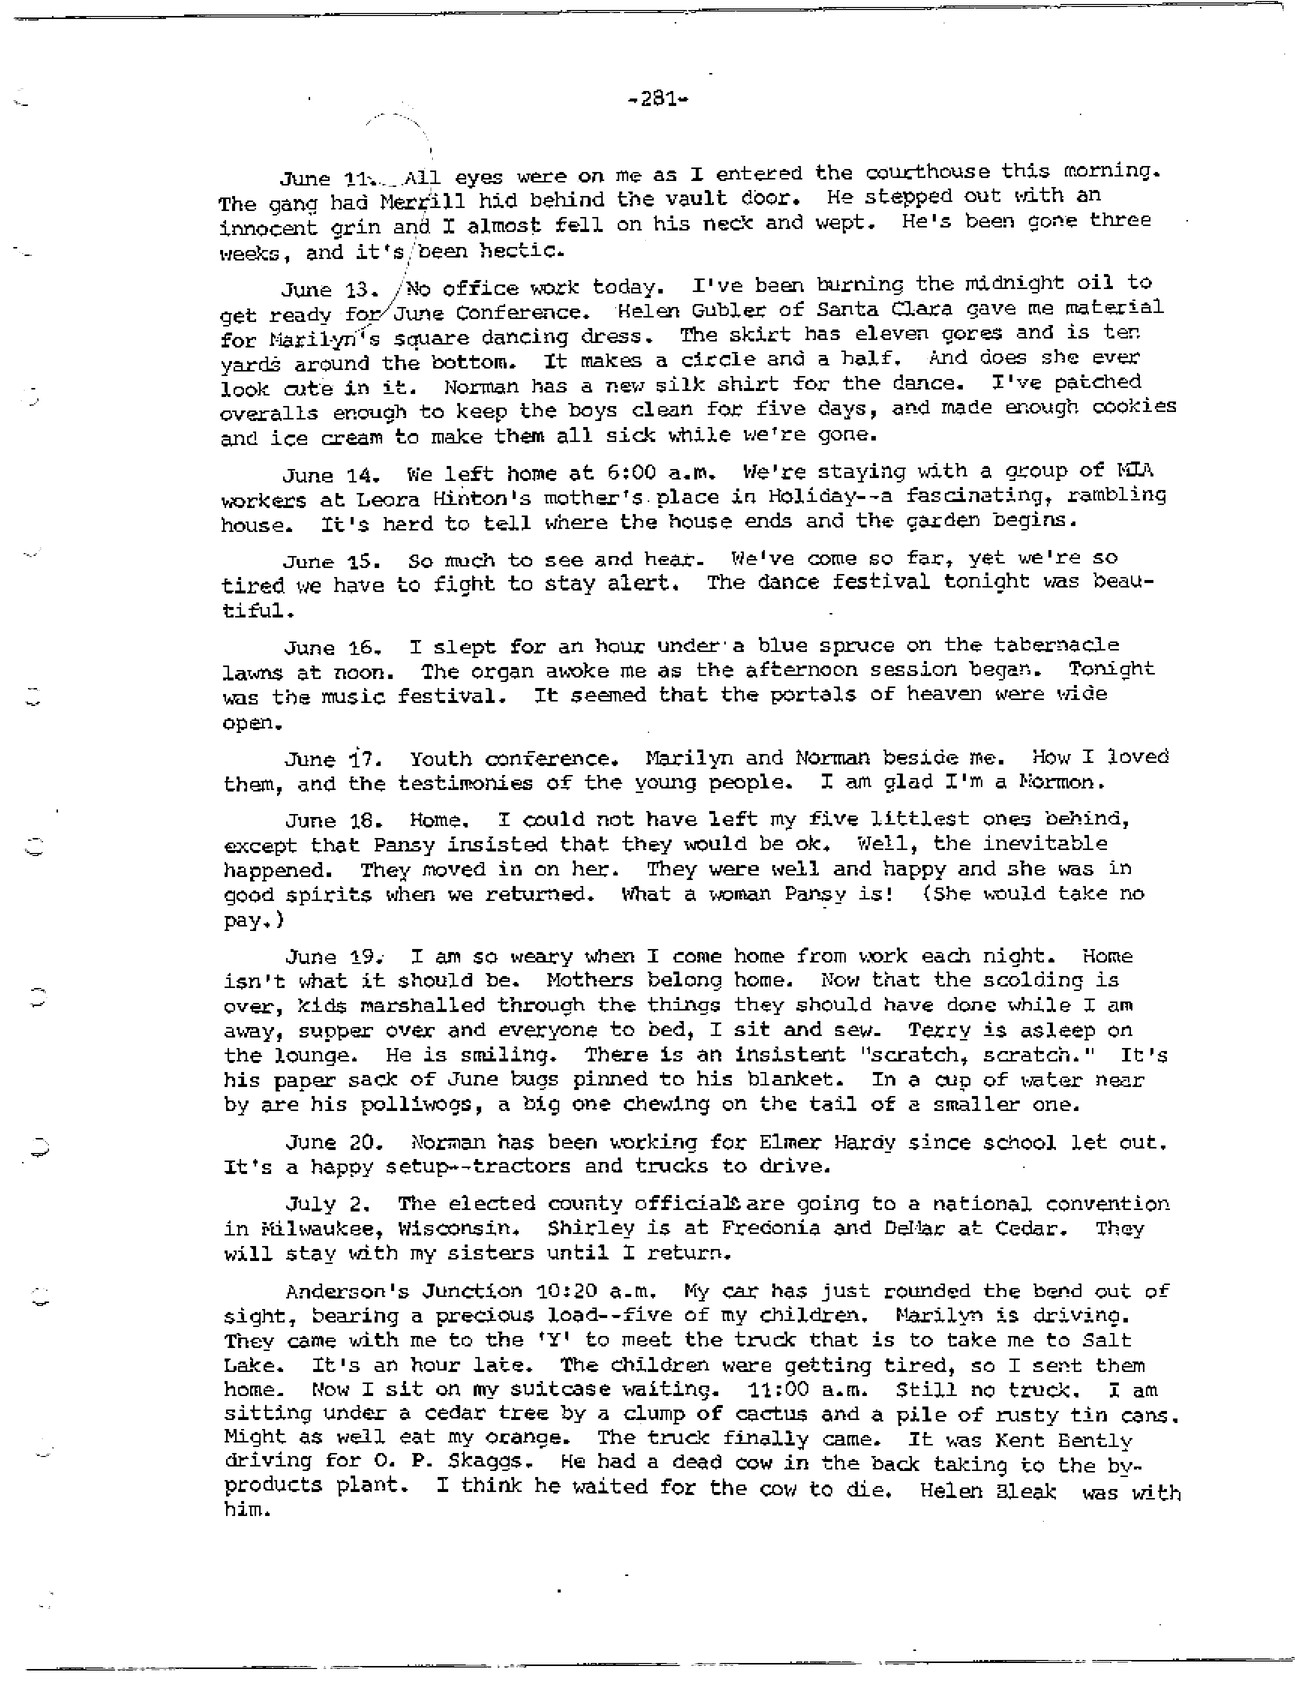 -281-
June 11. All eyes were on me as I entered the courthouse this morning.
The gang had Merrill hid behind the vault door. He stepped out with an
innocent grin and I almost fell on his neck and wept. He's been gone three
weeks, and it's been hectic.
June 13. No office work today. I've been burning the midnight oil to
get ready for June Conference. Helen Gubler of Santa Clara gave me material
for Marilyn's square dancing dress. The skirt has eleven gores and is ten
yards around the bottom. It makes a circle and a half. And does she ever
look cute in it. Norman has a new silk shirt for the dance. I've patched
overalls enough to keep the boys clean for five days, and made enough cookies
and ice cream to make them all sick while we're gone.
June 14. We left home at 6:00 a.m. We're staying with a group of MIA
workers at Leora Hinton's mother's place in Holiday--a fascinating, rambling
house. It's hard to tell where the house ends and the garden begins.
June 15. So much to see and hear. We've come so far, yet we're so
tired we have to fight to stay alert. The dance festival tonight was beau-
tiful.
June 16. I slept for an hour under a blue spruce on the tabernacle
lawns at noon. The organ awoke me as the afternoon session began. Tonight
was the music festival. It seemed that the portals of heaven were wide
open.
June 17. Youth conference. Marilyn and Norman beside me. How I loved
them, and the testimonies of the young people. I am glad I'm a Mormon.
June 18. Home. I could not have left my five littlest ones behind,
except that Pansy insisted that they would be ok. Well, the inevitable
happened. They moved in on her. They were well and happy and she was in
good spirits when we returned. What a woman Pansy is! (She would take no
pay.)
June 19. I am so weary when I come home from work each night. Home
isn't what it should be. Mothers belong home. Now that the scolding is
over, kids marshalled through the things they should have done while I am
away, supper over and everyone to bed, I sit and sew. Terry is asleep on
the lounge. He is smiling. There is an insistent "scratch, scratch." It's
his paper sack of June bugs pinned to his blanket. In a cup of water near
by are his polliwogs, a big one chewing on the tail of a smaller one.
June 20. Norman has been working for Elmer Hardy since school let out.
It's a happy setup--tractors and trucks to drive.
July 2. The elected county officials are going to a national convention
in Milwaukee, Wisconsin. Shirley is at Fredonia and DeMar at Cedar. They
will stay with my sisters until I return.
Anderson's Junction 10:20 a.m. My car has just rounded the bend out of
sight, bearing a precious load--five of my children. Marilyn is driving.
They came with me to the 'Y' to meet the truck that is to take me to Salt
Lake. It's an hour late. The children were getting tired, so I sent them
home. Now I sit on my suitcase waiting. 11:00 a.m. Still no truck. I am
sitting under a cedar tree by a clump of cactus and a pile of rusty tin cans.
Might as well eat my orange. The truck finally came. It was Kent Bently
driving for O. P. Skaggs. He had a dead cow in the back taking to the by-
products plant. I think he waited for the cow to die. Helen Bleak was with
him.